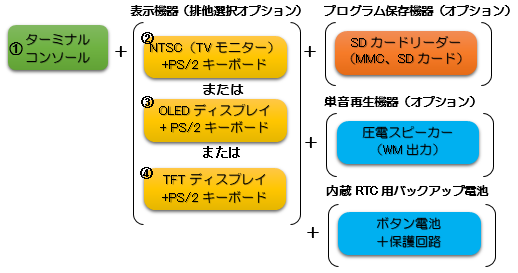 表示機器（排他選択オプション）
プログラム保存機器（オプション）
①
ターミナル
コンソール
+
②
NTSC（TVモニター）
+PS/2 キーボード
または
③
OLED ディスプレイ
+ PS/2 キーボード
または
④
TFT ディスプレイ
+PS/2 キーボード
+
SD カードリーダー
（MMC、SD カード）
単音再生機器（オプション）
+
圧電スピーカー
（WM 出力）
内蔵 RTC 用バックアップ電池
+
ボタン電池
＋保護回路